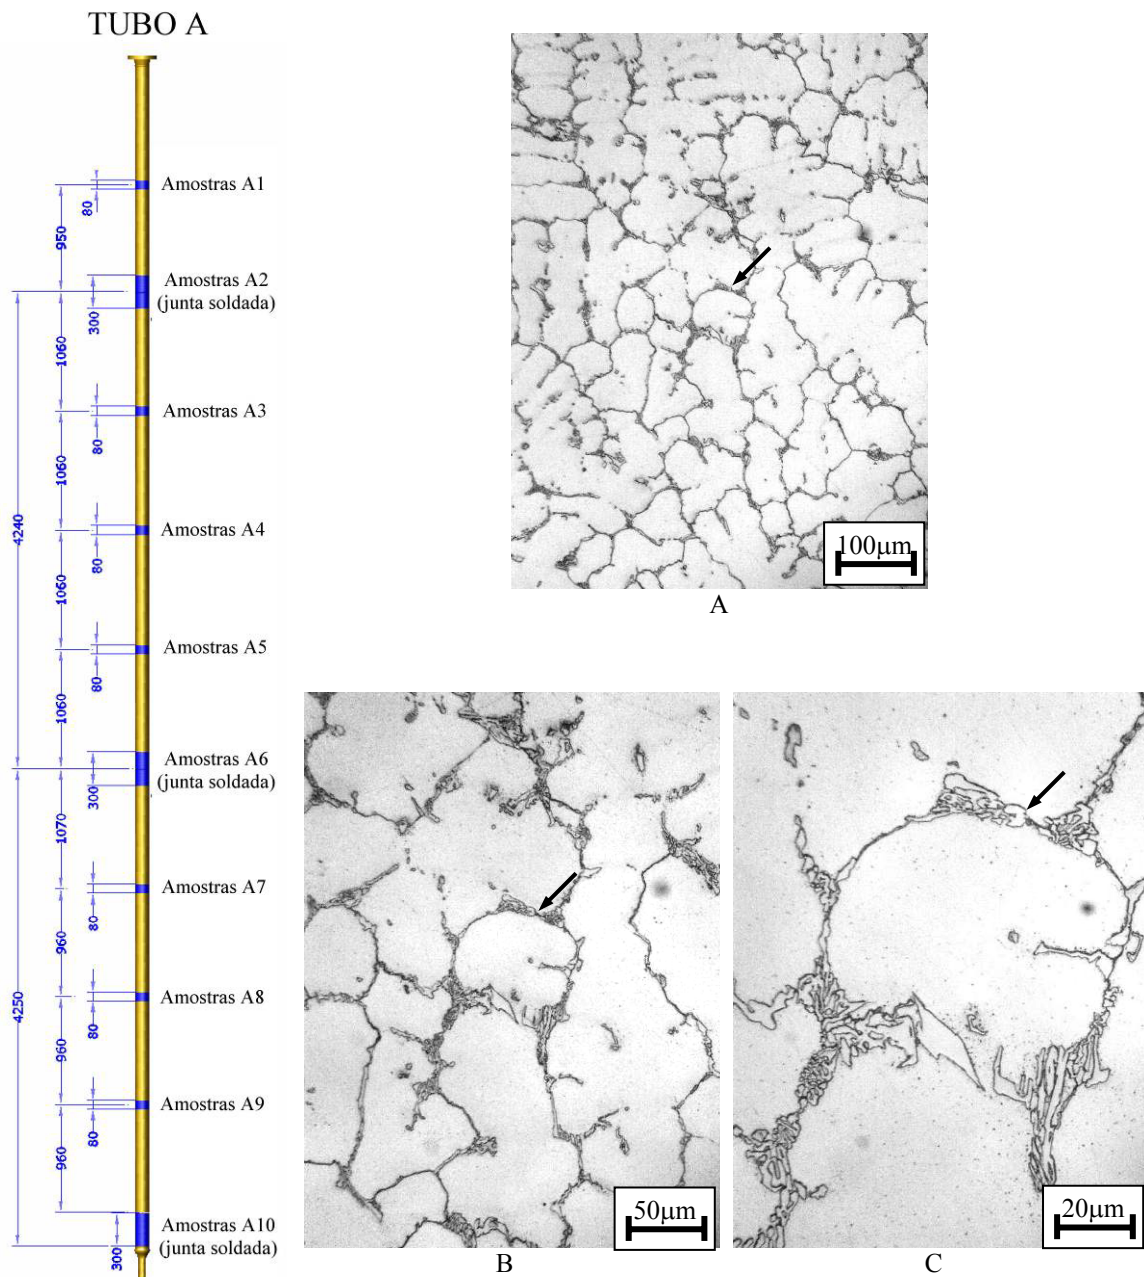 TUBO A
Amostras A1
80
950
Amostras A2
(junta soldada)
300
1060
Amostras A3
80
1060
Amostras A4
80
4240
1060
Amostras A5
80
1060
Amostras A6
(junta soldada)
300
1070
Amostras A7
80
960
Amostras A8
80
4250
960
Amostras A9
80
960
Amostras A10
(junta soldada)
300
100µm
A
50µm
B
20µm
C